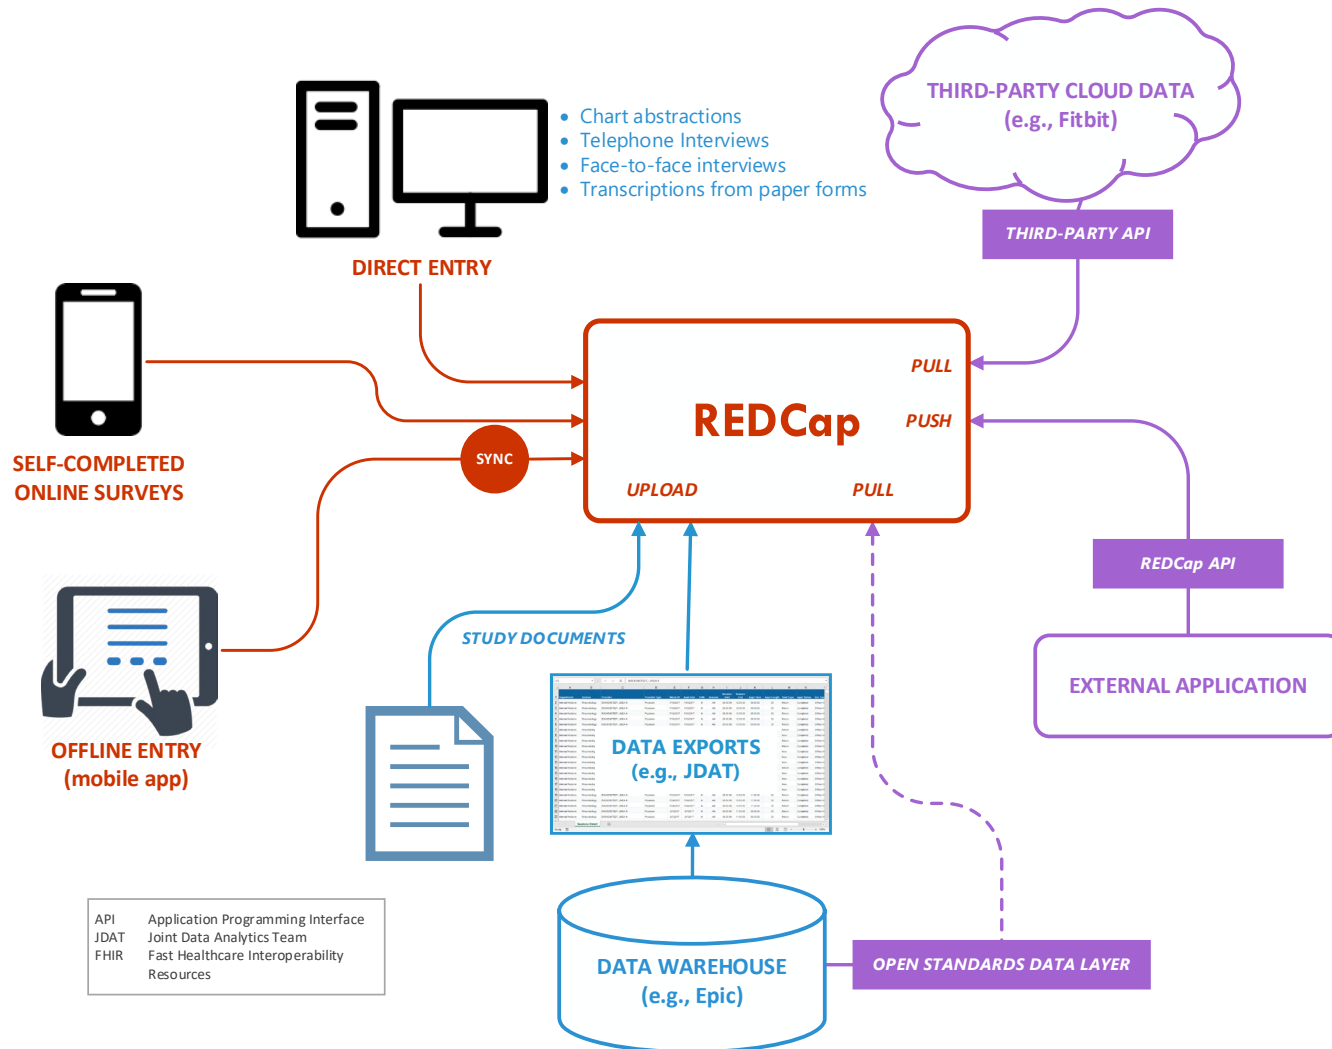 THIRD-PARTY CLOUD DATA
(e.g., Fitbit)
• Chart abstractions
• Telephone Interviews
• Face-to-face interviews
• Transcriptions from paper forms
THIRD-PARTY API
DIRECT ENTRY
PULL
REDCap
PUSH
SYNC
SELF-COMPLETED
ONLINE SURVEYS
UPLOAD
PULL
REDCap API
STUDY DOCUMENTS
EXTERNAL APPLICATION
OFFLINE ENTRY
(mobile app)
DATA EXPORTS
(e.g., JDAT)
API Application Programming Interface
JDAT Joint Data Analytics Team
FHIR Fast Healthcare Interoperability
Resources
DATA WAREHOUSE
(e.g., Epic)
OPEN STANDARDS DATA LAYER